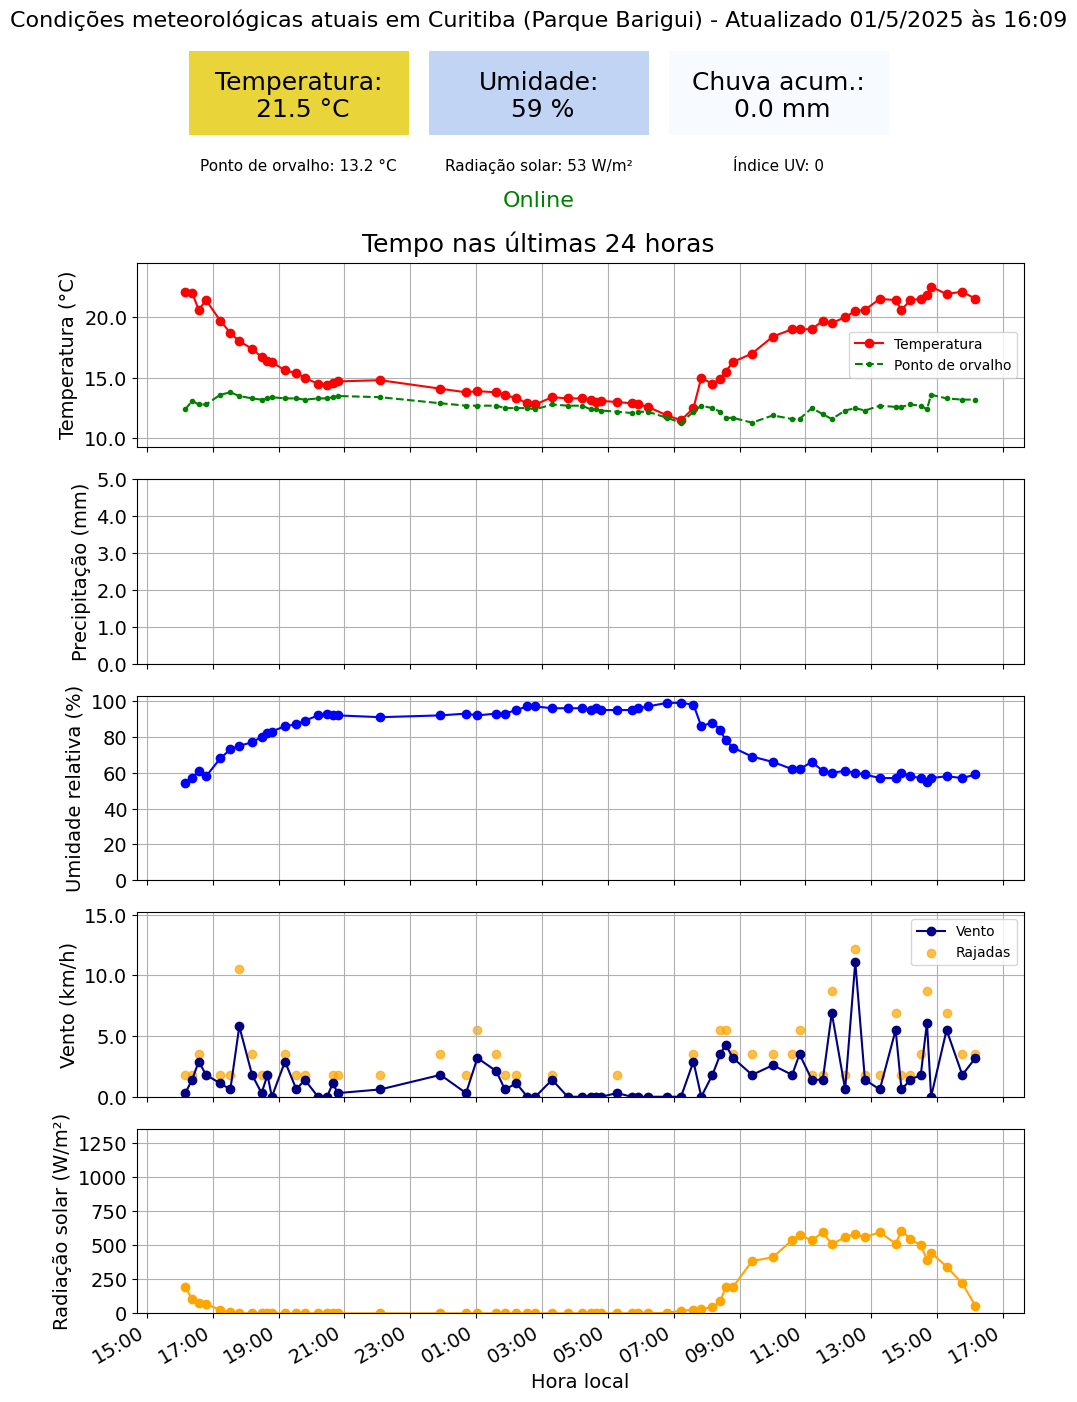 Condições meteorológicas atuais em Curitiba (Parque Barigui) - Atualizado 01/5/2025 às 16:09
Temperatura:
21.5 °C
Umidade:
59 %
Chuva acum.:
0.0 mm
Ponto de orvalho: 13.2 °C
Radiação solar: 53 W/m²
Índice UV: 0
Online
Tempo nas últimas 24 horas
Temperatura (°C)
20.0
15.0
10.0
Temperatura
Ponto de orvalho
Precipitação (mm)
5.0
4.0
3.0
2.0
1.0
0.0
Umidade relativa (%)
100
80
60
40
20
0
Vento (km/h)
15.0
10.0
5.0
0.0
Vento
Rajadas
Radiação solar (W/m²)
1250
1000
750
500
250
0
15:00
17:00
19:00
21:00
23:00
01:00
03:00
05:00
07:00
09:00
11:00
13:00
15:00
17:00
Hora local